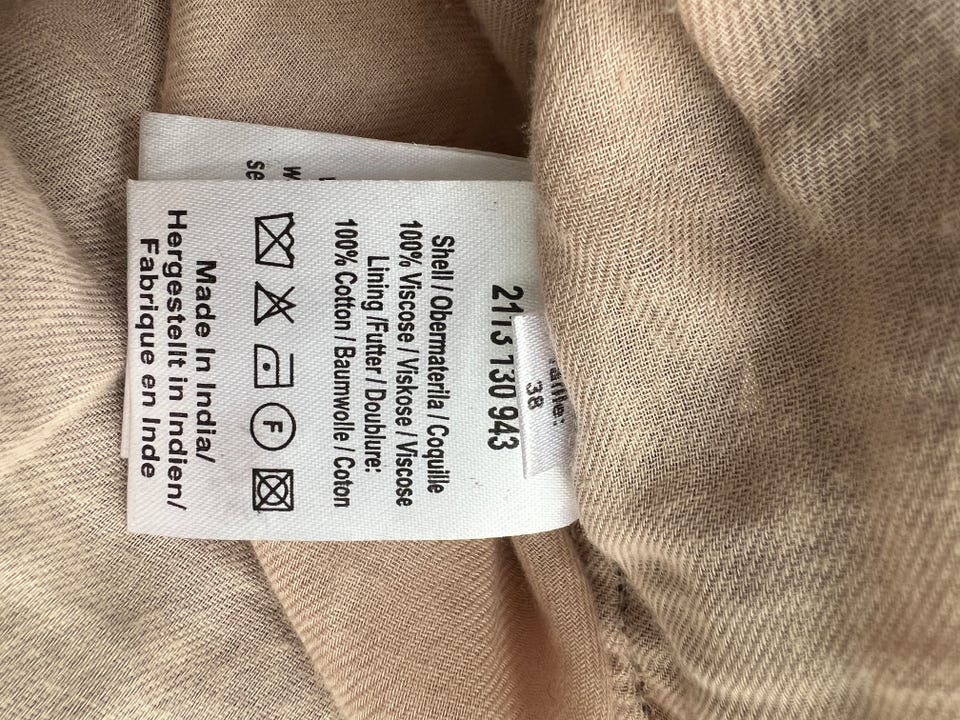 38
2113 130 943
Shell / Obermaterila / Coquille
100% Viscose / Viskose / Viscose
Lining /Futter / Doublure:
100% Cotton / Baumwolle / Coton
F
Made In India/
Hergestellt in Indien/
Fabrique en Inde